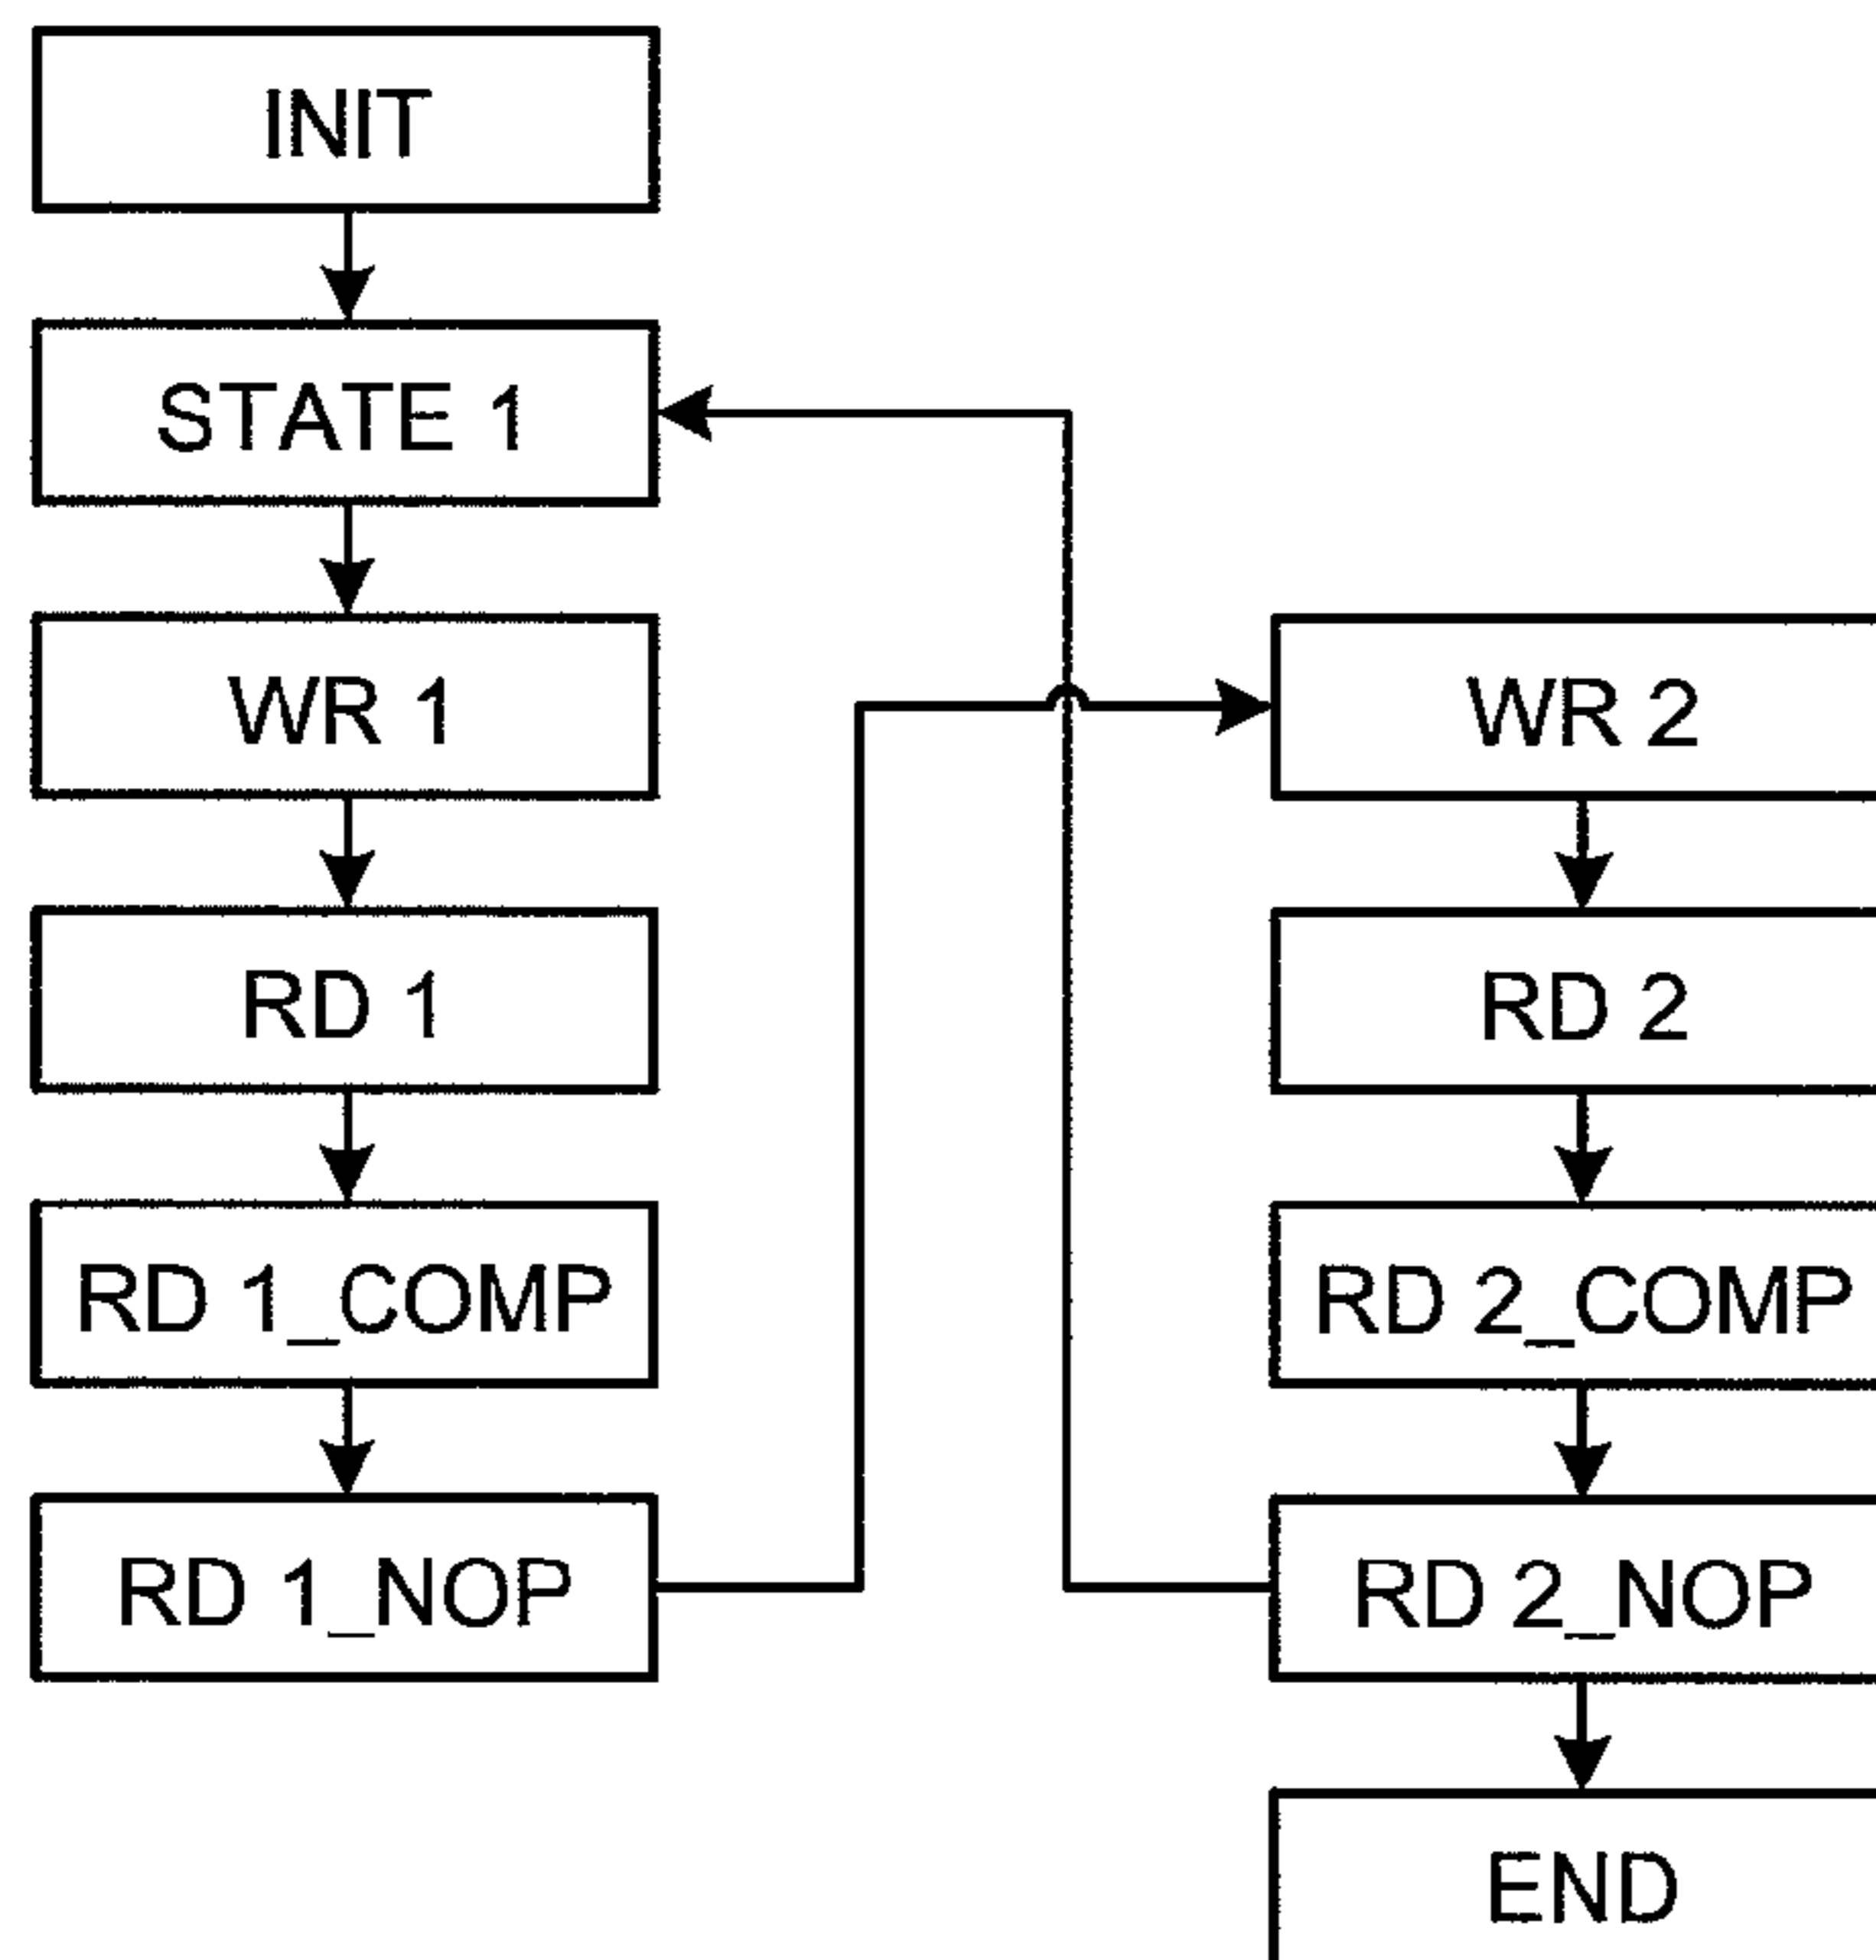 INIT
STATE 1
WR 1
RD 1
RD 1_COMP
RD 1_NOP
WR 2
RD 2
RD 2_COMP
RD 2_NOP
END